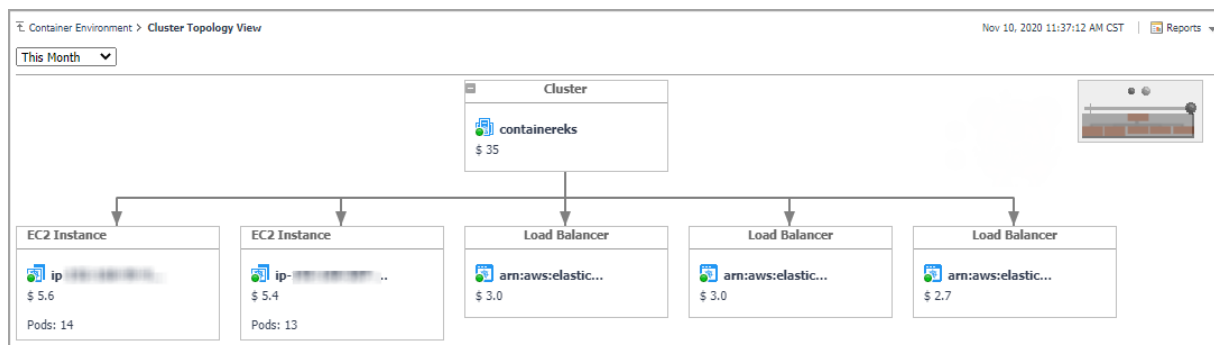 Container Environment > Cluster Topology View
Nov 10, 2020 11:37:12 AM CST | Reports
This Month
Cluster
containereks
$ 35
EC2 Instance
ip
$ 5.6
Pods: 14
EC2 Instance
ip-
$ 5.4
Pods: 13
Load Balancer
arn:aws:elastic...
$ 3.0
Load Balancer
arn:aws:elastic...
$ 3.0
Load Balancer
arn:aws:elastic...
$ 2.7